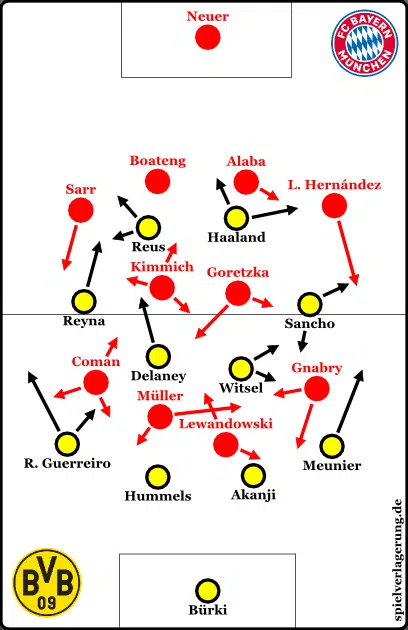 Neuer
FC BAYERN
MÜNCHEN
Boateng
Alaba
Sarr
L. Hernández
Reus
Haaland
Kimmich
Goretzka
Reyna
Sancho
Coman
Delaney
Witsel
Gnabry
Müller
Lewandowski
R. Guerreiro
Meunier
Hummels
Akanji
BVB
09
Bürki
spielverlagerung.de